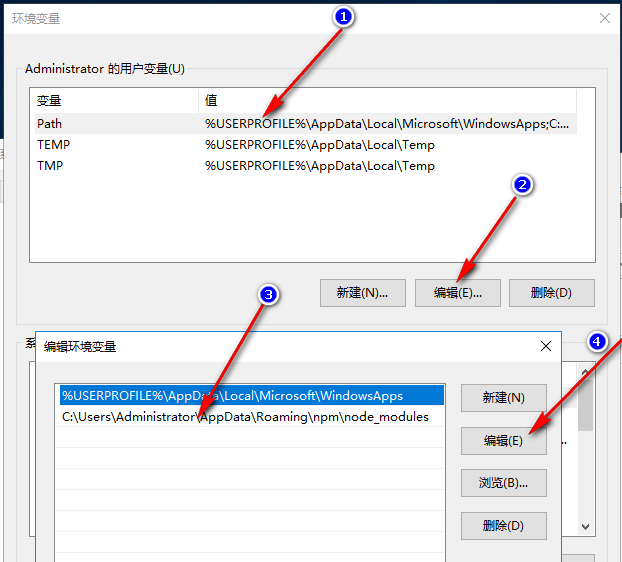 环境变量
1
Administrator 的用户变量(U)
变量 值
Path %USERPROFILE%\AppData\Local\Microsoft\WindowsApps;C:...
TEMP %USERPROFILE%\AppData\Local\Temp
TMP %USERPROFILE%\AppData\Local\Temp
2
新建(N)... 编辑(E)... 删除(D)
3
4
编辑环境变量
%USERPROFILE%\AppData\Local\Microsoft\WindowsApps
新建(N)
C:\Users\Administrator\AppData\Roaming\npm\node_modules
编辑(E)
浏览(B)...
删除(D)